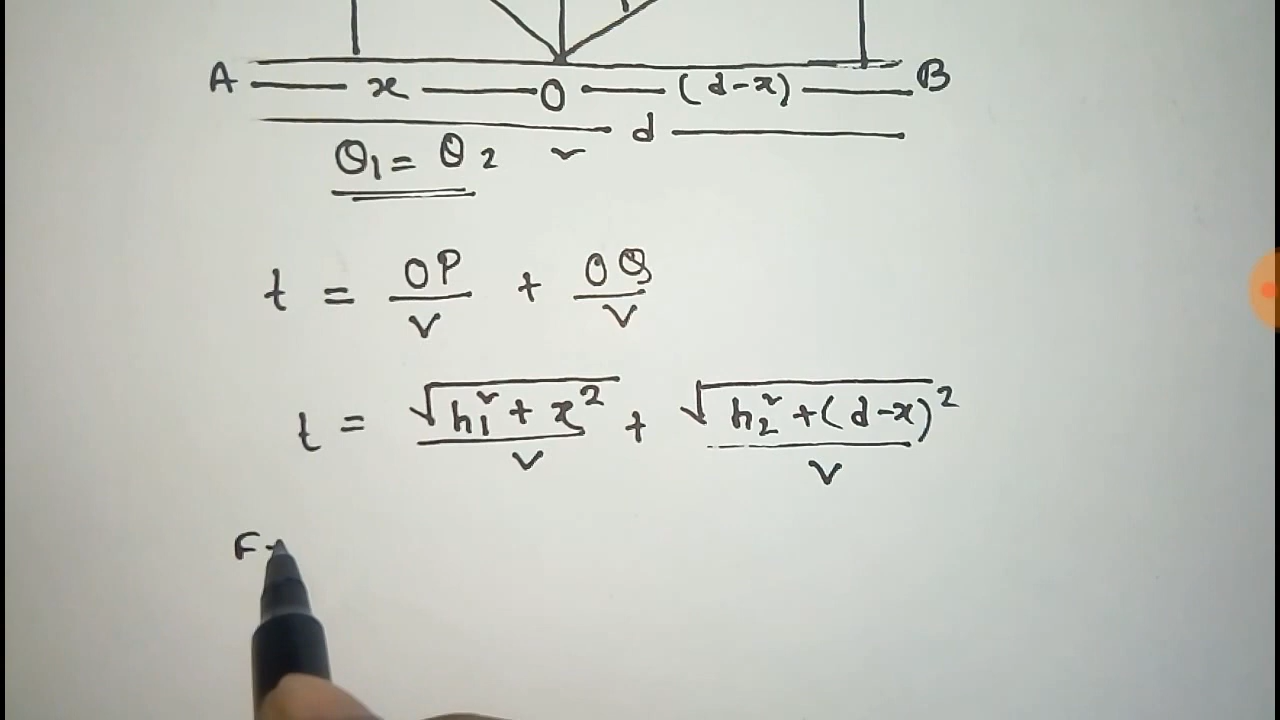 A x O (d-x) B
d
θ1 = θ2 v
t = OP/v + OQ/v
t = √h1² + x²/v + √h2² + (d-x)²/v
F